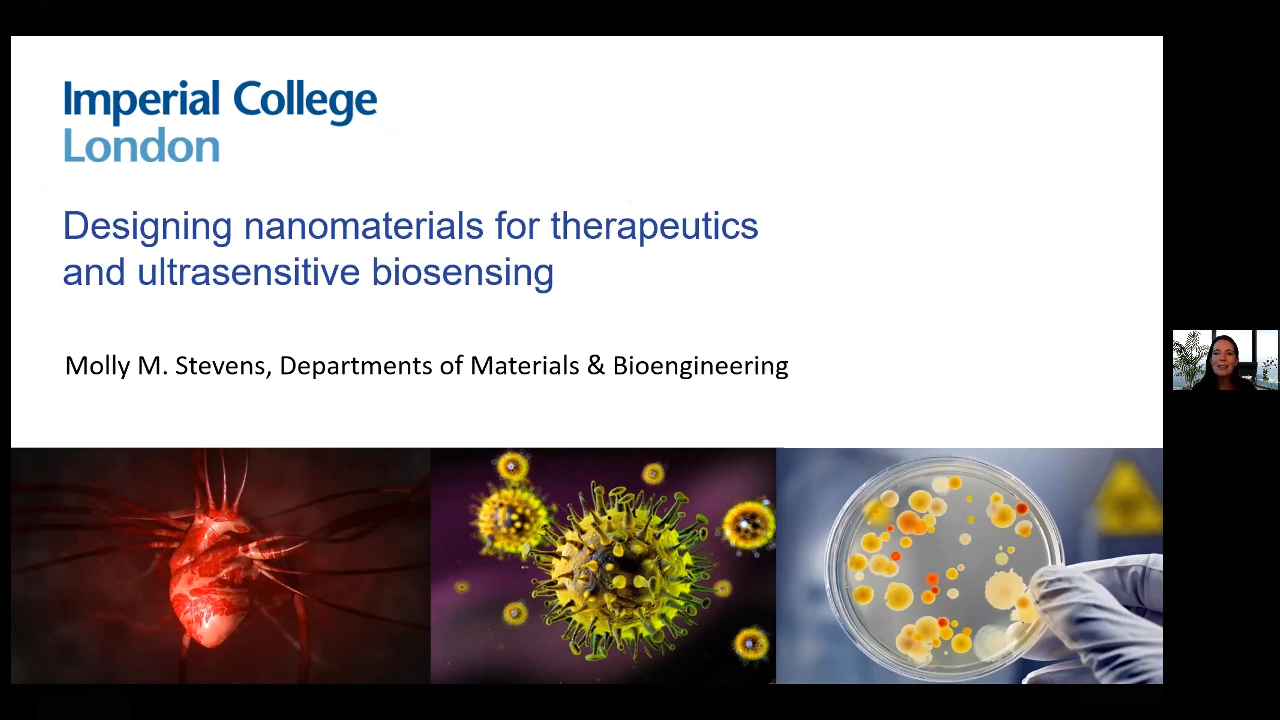 Imperial College
London
Designing nanomaterials for therapeutics
and ultrasensitive biosensing
Molly M. Stevens, Departments of Materials & Bioengineering